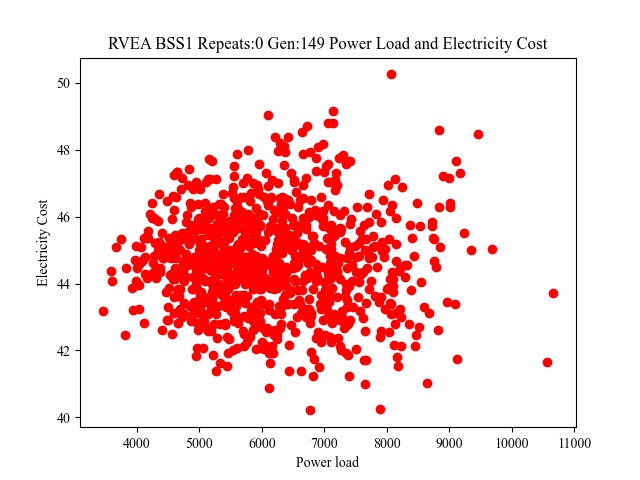 RVEA BSS1 Repeats:0 Gen:149 Power Load and Electricity Cost
50
48
46
44
42
40
Electricity Cost
4000 5000 6000 7000 8000 9000 10000 11000
Power load